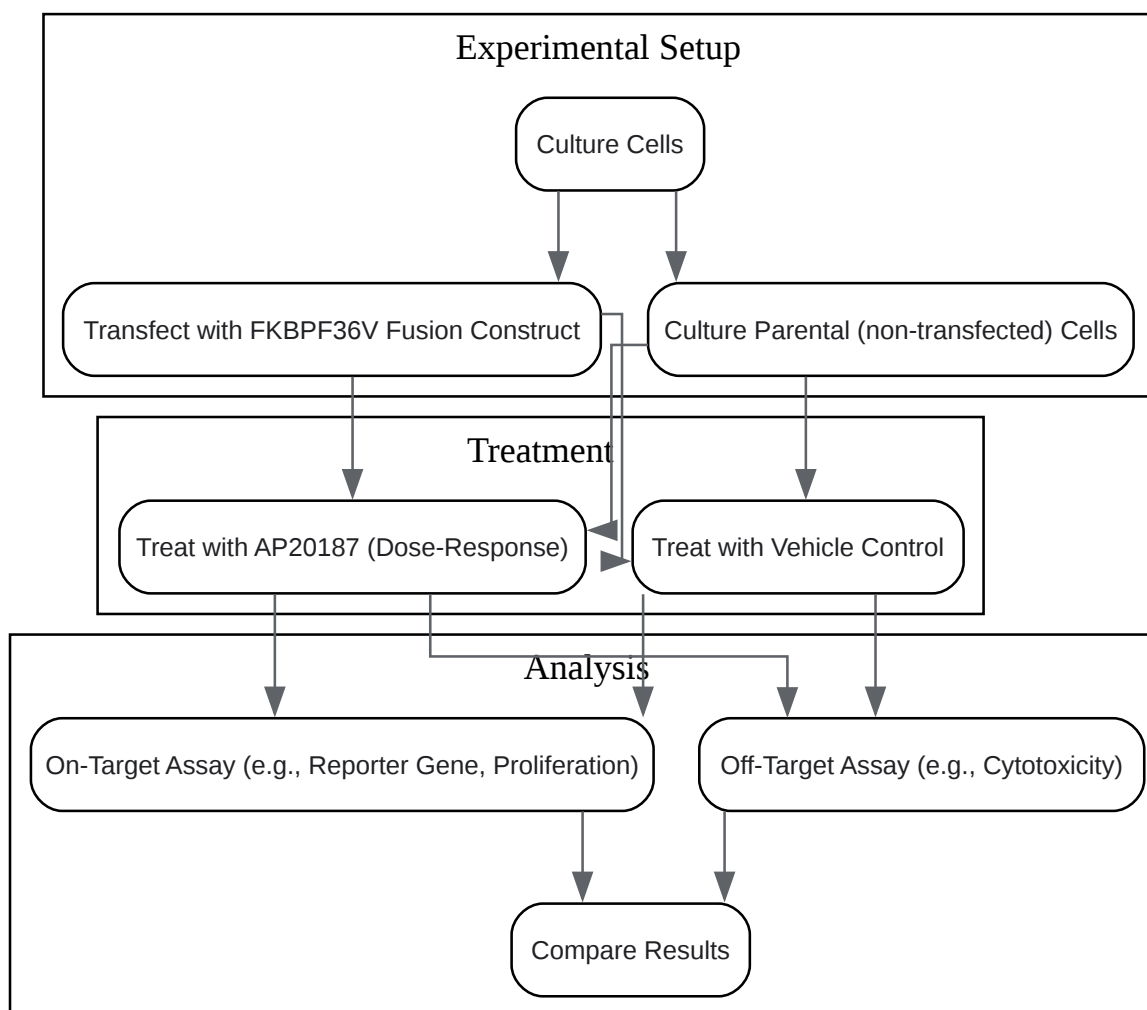 Experimental Setup
Culture Cells
Transfect with FKBPF36V Fusion Construct
Culture Parental (non-transfected) Cells
Treatment
Treat with AP20187 (Dose-Response)
Treat with Vehicle Control
Analysis
On-Target Assay (e.g., Reporter Gene, Proliferation)
Off-Target Assay (e.g., Cytotoxicity)
Compare Results